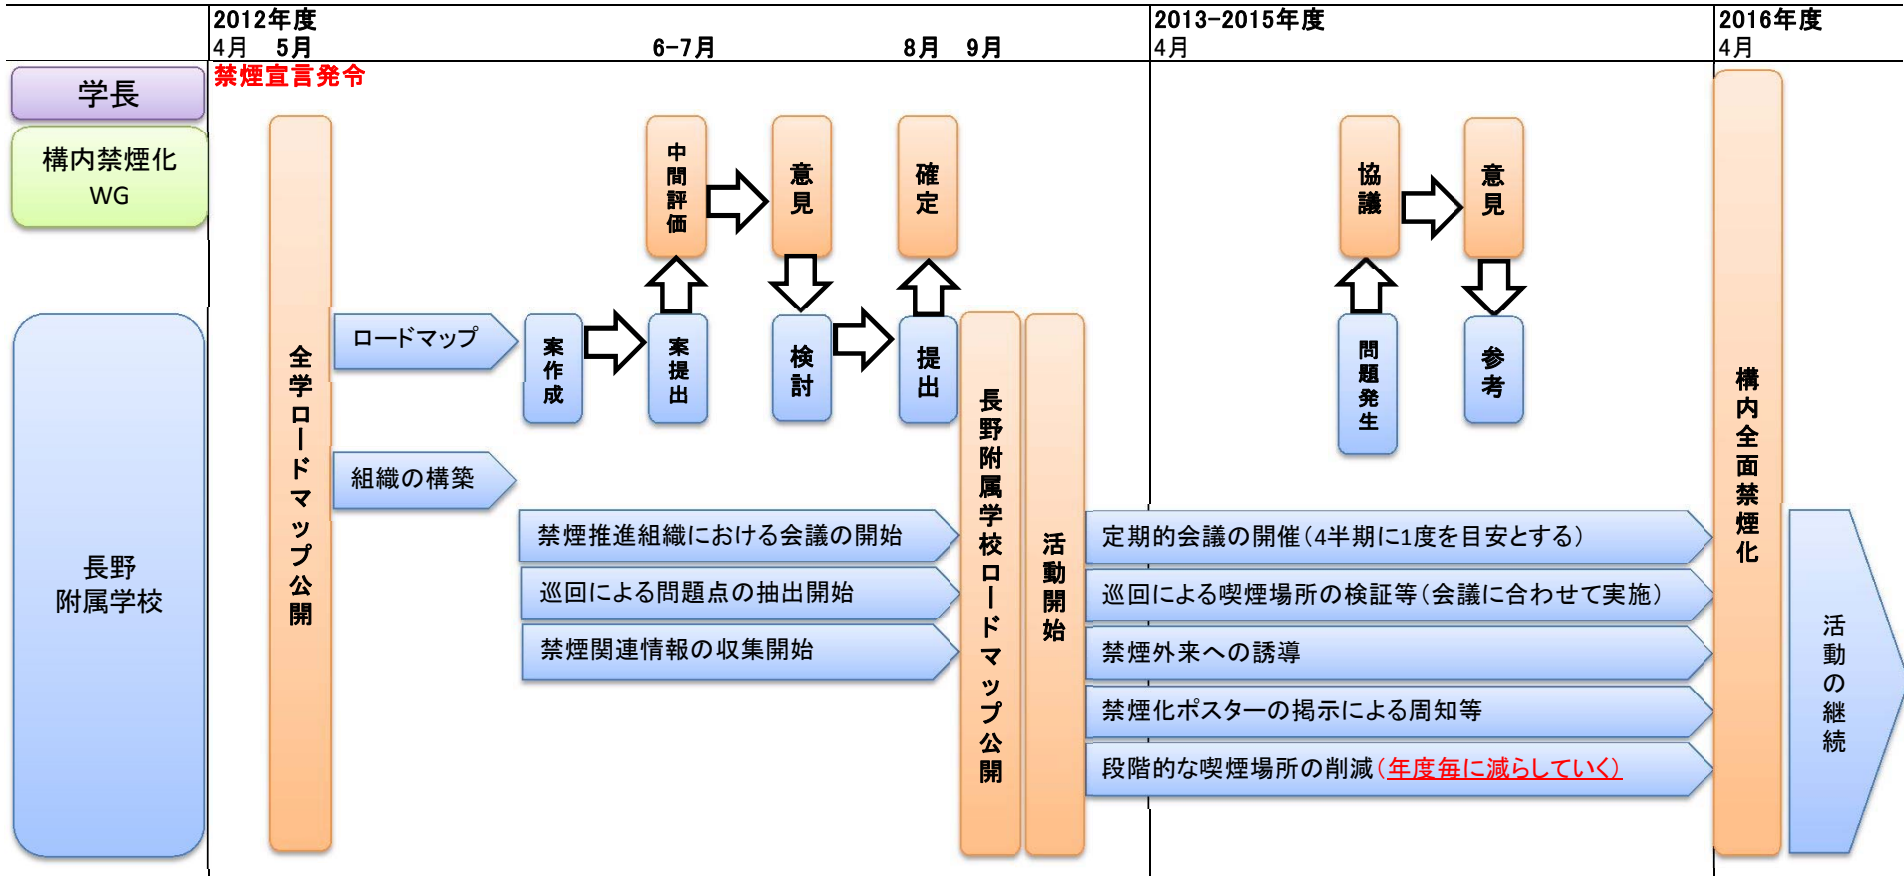 2012年度
2013-2015年度
2016年度
4月
5月
6-7月
8月
9月
4月
4月
学長
禁煙宣言発令
構内禁煙化
WG
長野
附属学校
全学ロードマップ公開
ロードマップ
組織の構築
案作成
案提出
中間評価
意見
検討
提出
確定
禁煙推進組織における会議の開始
巡回による問題点の抽出開始
禁煙関連情報の収集開始
長野附属学校ロードマップ公開
活動開始
問題発生
協議
意見
参考
定期的会議の開催(4半期に1度を目安とする)
巡回による喫煙場所の検証等(会議に合わせて実施)
禁煙外来への誘導
禁煙化ポスターの掲示による周知等
段階的な喫煙場所の削減(年度毎に減らしていく)
構内全面禁煙化
活動の継続